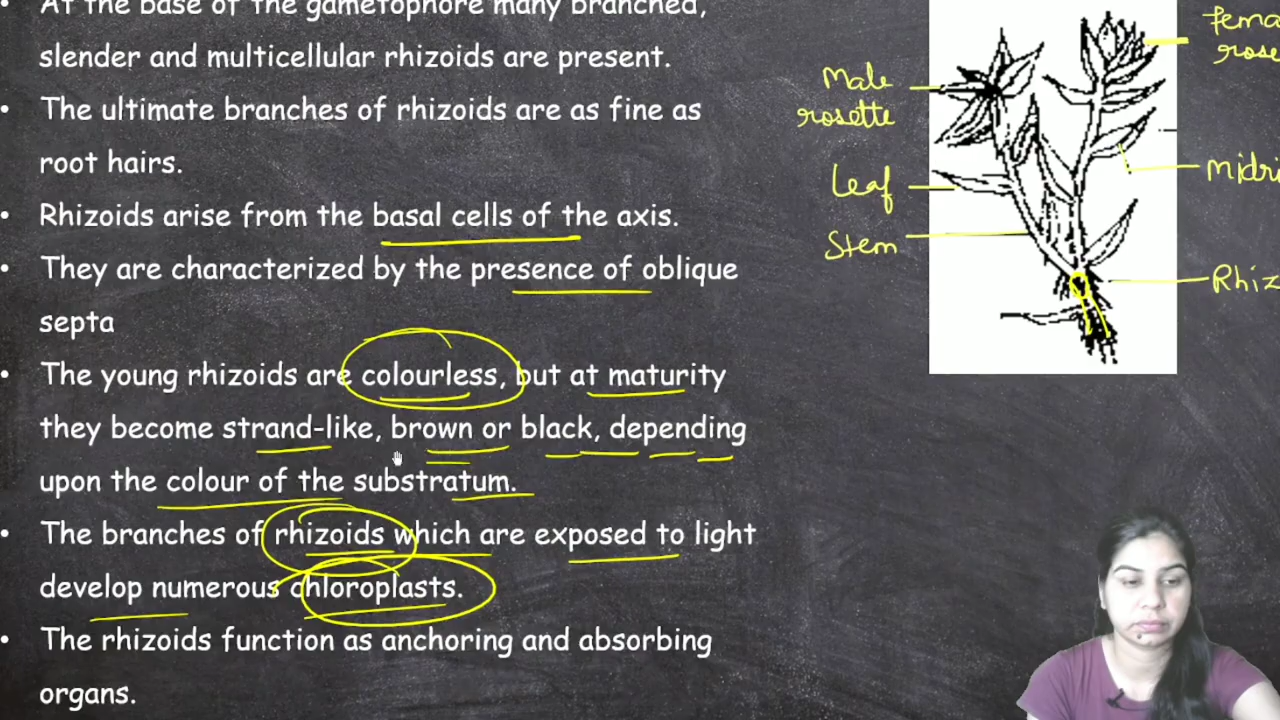 At the base of the gametophore many branched,
slender and multicellular rhizoids are present.
• The ultimate branches of rhizoids are as fine as
root hairs.
• Rhizoids arise from the basal cells of the axis.
• They are characterized by the presence of oblique
septa
• The young rhizoids are colourless, but at maturity
they become strand-like, brown or black, depending
upon the colour of the substratum.
• The branches of rhizoids which are exposed to light
develop numerous chloroplasts.
• The rhizoids function as anchoring and absorbing
organs.
Male
rosette
Leaf
Stem
fema
rose
Midri
Rhiz